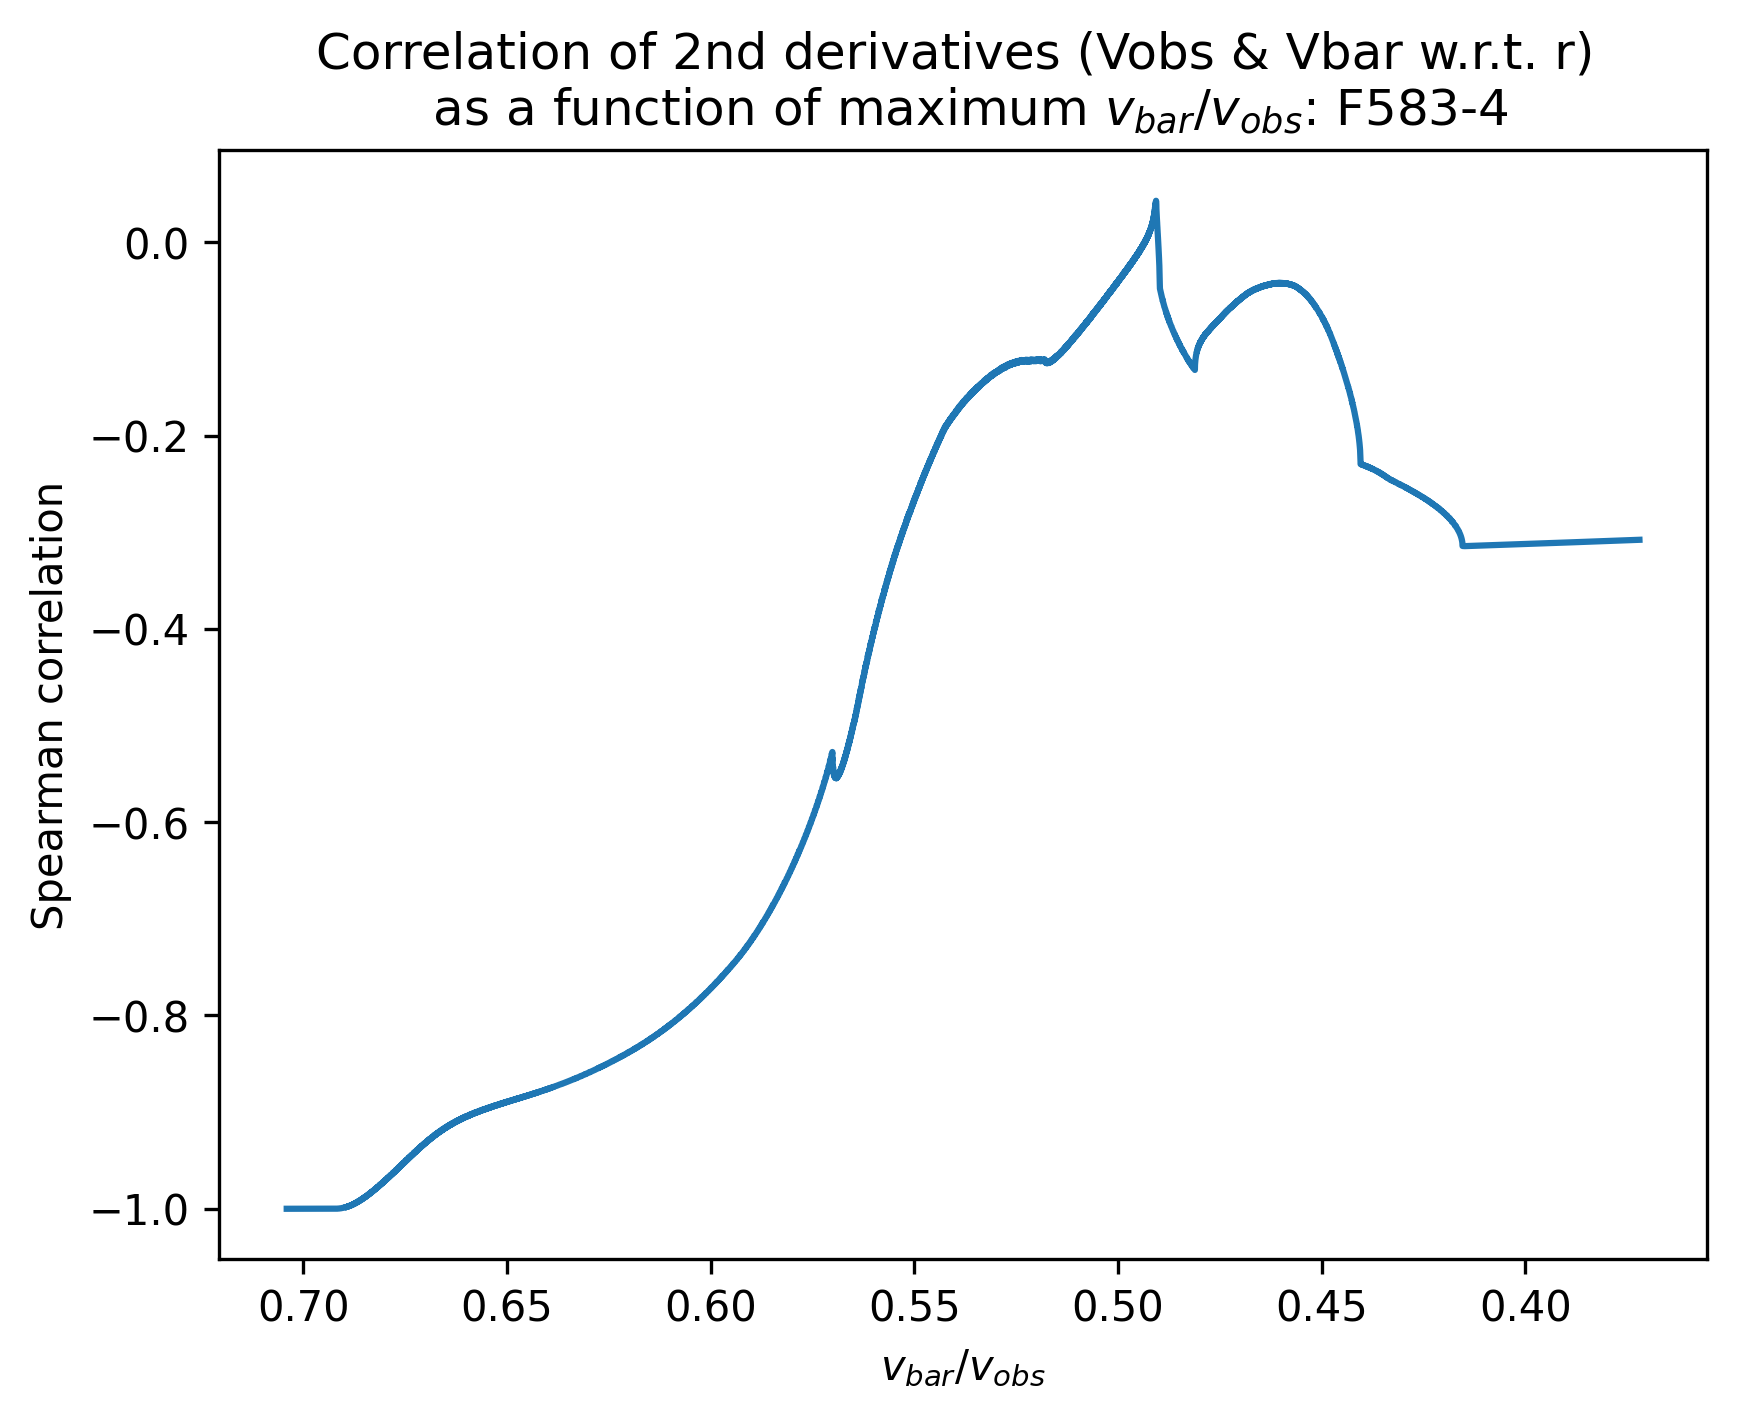 Correlation of 2nd derivatives (Vobs & Vbar w.r.t. r)
as a function of maximum v_bar/v_obs: F583-4
Spearman correlation
0.0
−0.2
−0.4
−0.6
−0.8
−1.0
0.70 0.65 0.60 0.55 0.50 0.45 0.40
v_bar/v_obs